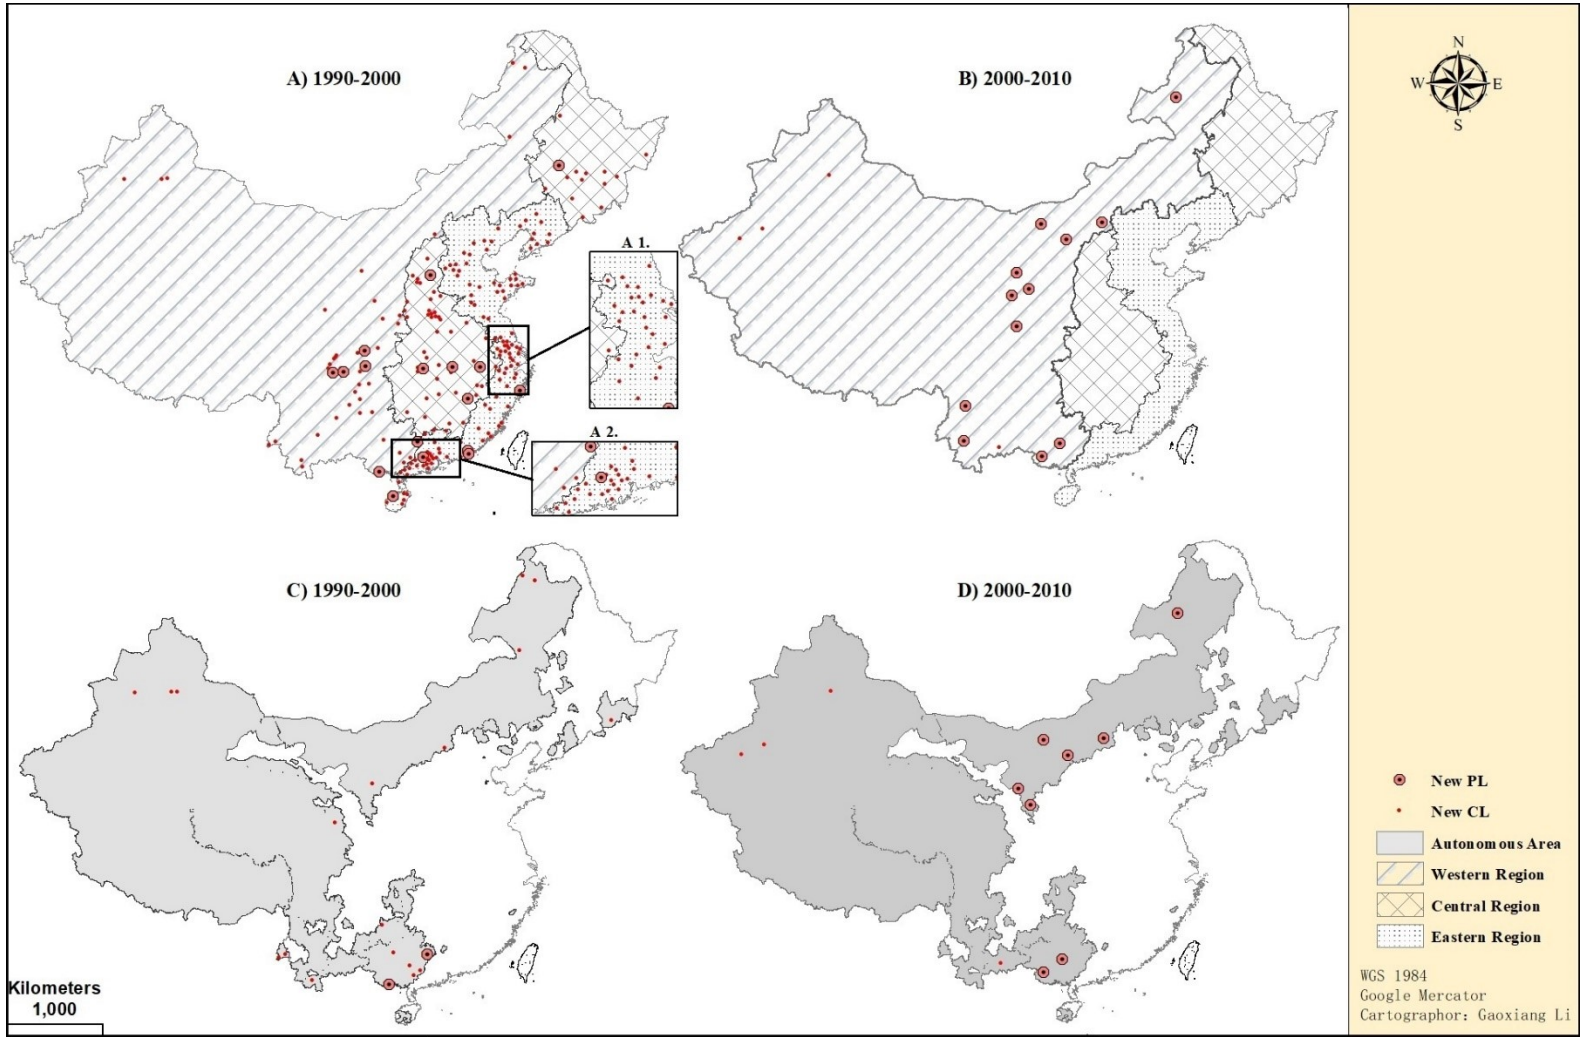 A) 1990-2000
B) 2000-2010
N
W E
S
A 1.
A 2.
C) 1990-2000
D) 2000-2010
New PL
New CL
Autonomous Area
Western Region
Central Region
Eastern Region
WGS 1984
Google Mercator
Cartographor: Gaoxiang Li
Kilometers
1,000